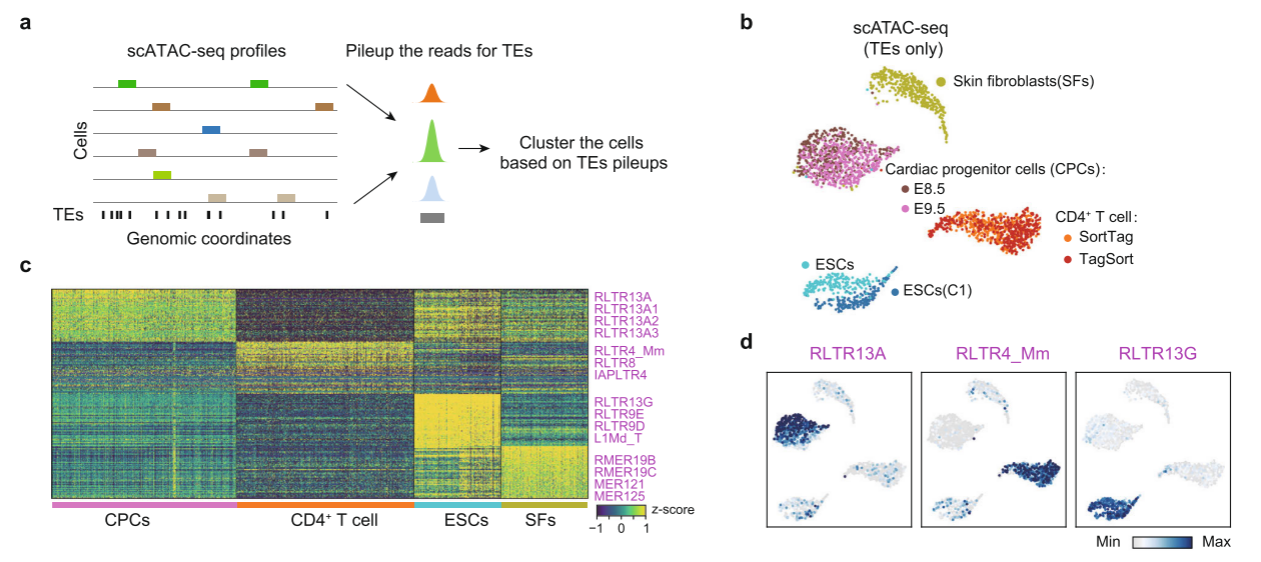 a
scATAC-seq profiles
Pileup the reads for TEs
Cells
TEs
Genomic coordinates
Cluster the cells
based on TEs pileups
b
scATAC-seq
(TEs only)
Skin fibroblasts(SFs)
Cardiac progenitor cells (CPCs):
E8.5
E9.5
CD4⁺ T cell:
SortTag
TagSort
ESCs
ESCs(C1)
c
RLTR13A
RLTR13A1
RLTR13A2
RLTR13A3
RLTR4_Mm
RLTR8
IAPLTR4
RLTR13G
RLTR9E
RLTR9D
L1Md_T
RMER19B
RMER19C
MER121
MER125
CPCs
CD4⁺ T cell
ESCs
SFs
z-score
−1 0 1
d
RLTR13A
RLTR4_Mm
RLTR13G
Min
Max